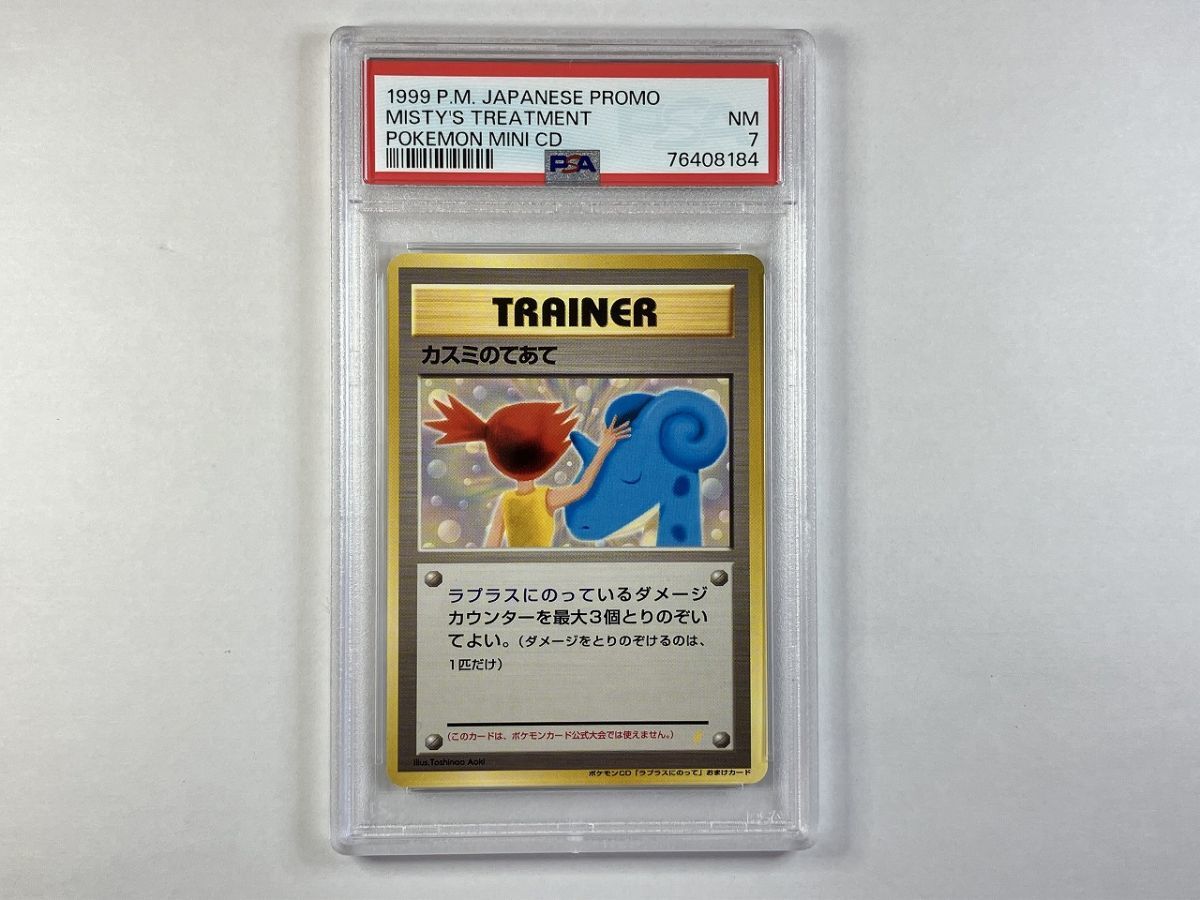 1999 P.M. JAPANESE PROMO
MISTY'S TREATMENT NM
POKEMON MINI CD 7
PSA 76408184
TRAINER
カスミのてあて
ラプラスにのっているダメージ
カウンターを最大3個とりのぞい
てよい。(ダメージをとりのぞけるのは、
1匹だけ)
(このカードは、ポケモンカード公式大会では使えません。)
Illus.Toshinao Aoki
ポケモンCD「ラプラスにのって」おまけカード